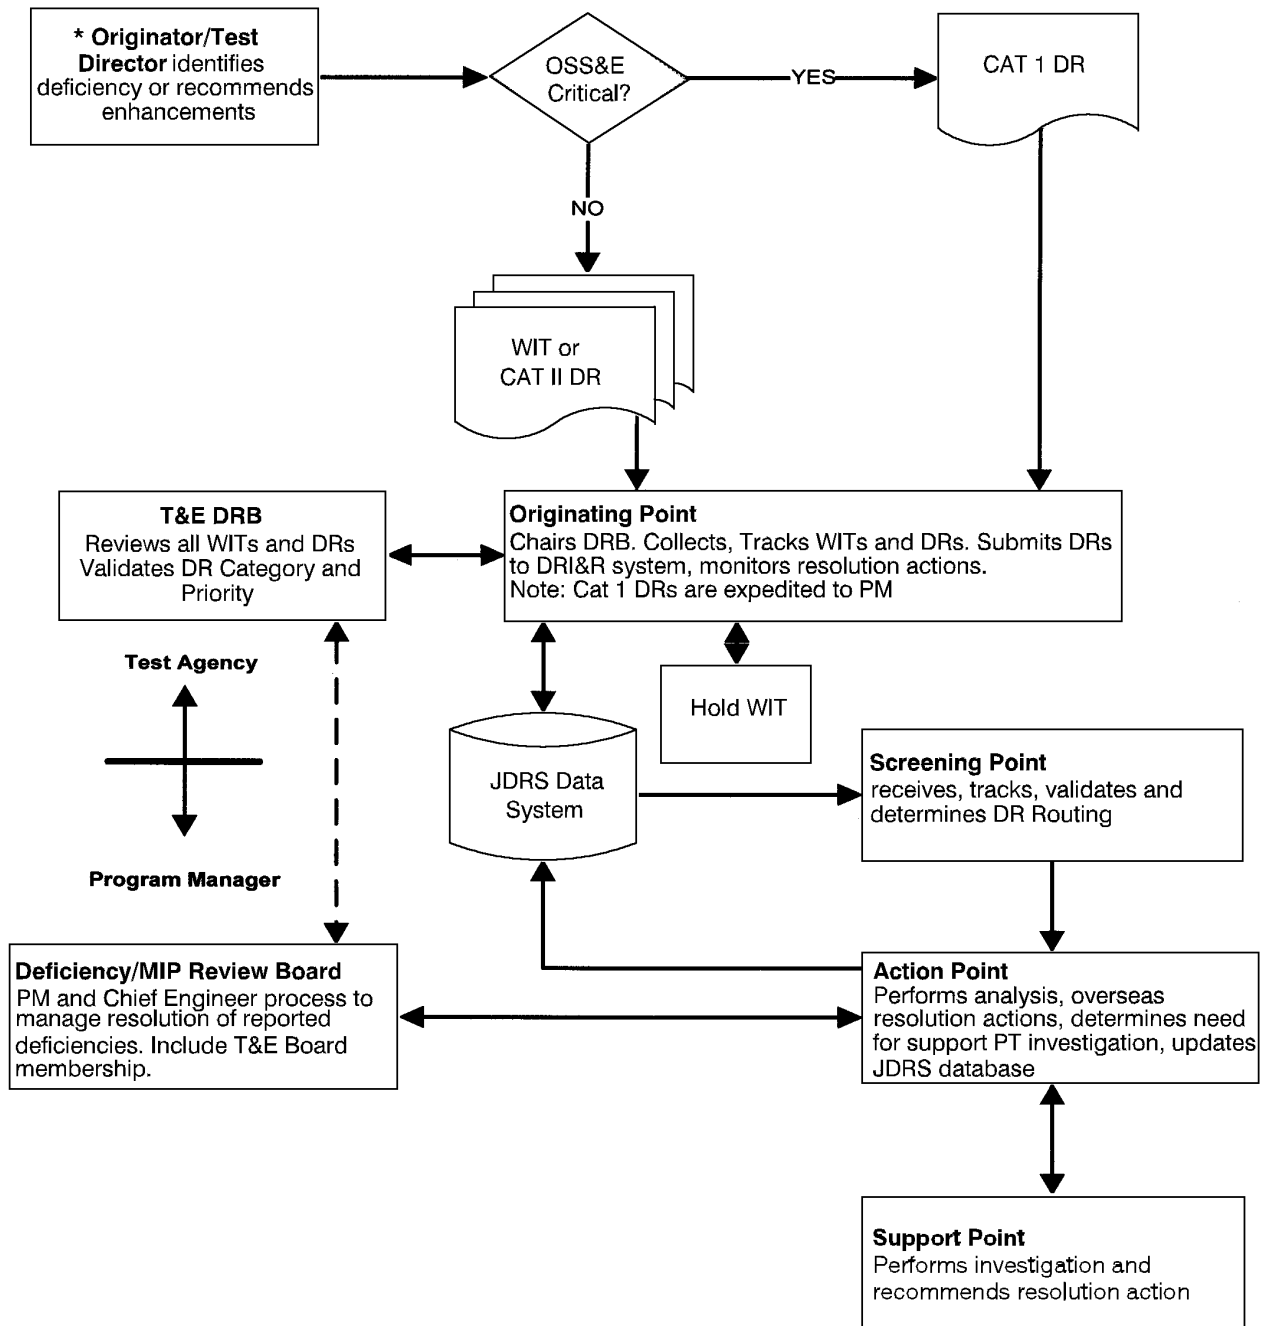 * Originator/Test
Director identifies
deficiency or recommends
enhancements
OSS&E
Critical?
YES
CAT 1 DR
NO
WIT or
CAT II DR
T&E DRB
Reviews all WITs and DRs
Validates DR Category and
Priority
Originating Point
Chairs DRB. Collects, Tracks WITs and DRs. Submits DRs
to DRI&R system, monitors resolution actions.
Note: Cat 1 DRs are expedited to PM
Test Agency
Program Manager
Hold WIT
JDRS Data
System
Screening Point
receives, tracks, validates and
determines DR Routing
Deficiency/MIP Review Board
PM and Chief Engineer process to
manage resolution of reported
deficiencies. Include T&E Board
membership.
Action Point
Performs analysis, overseas
resolution actions, determines need
for support PT investigation, updates
JDRS database
Support Point
Performs investigation and
recommends resolution action